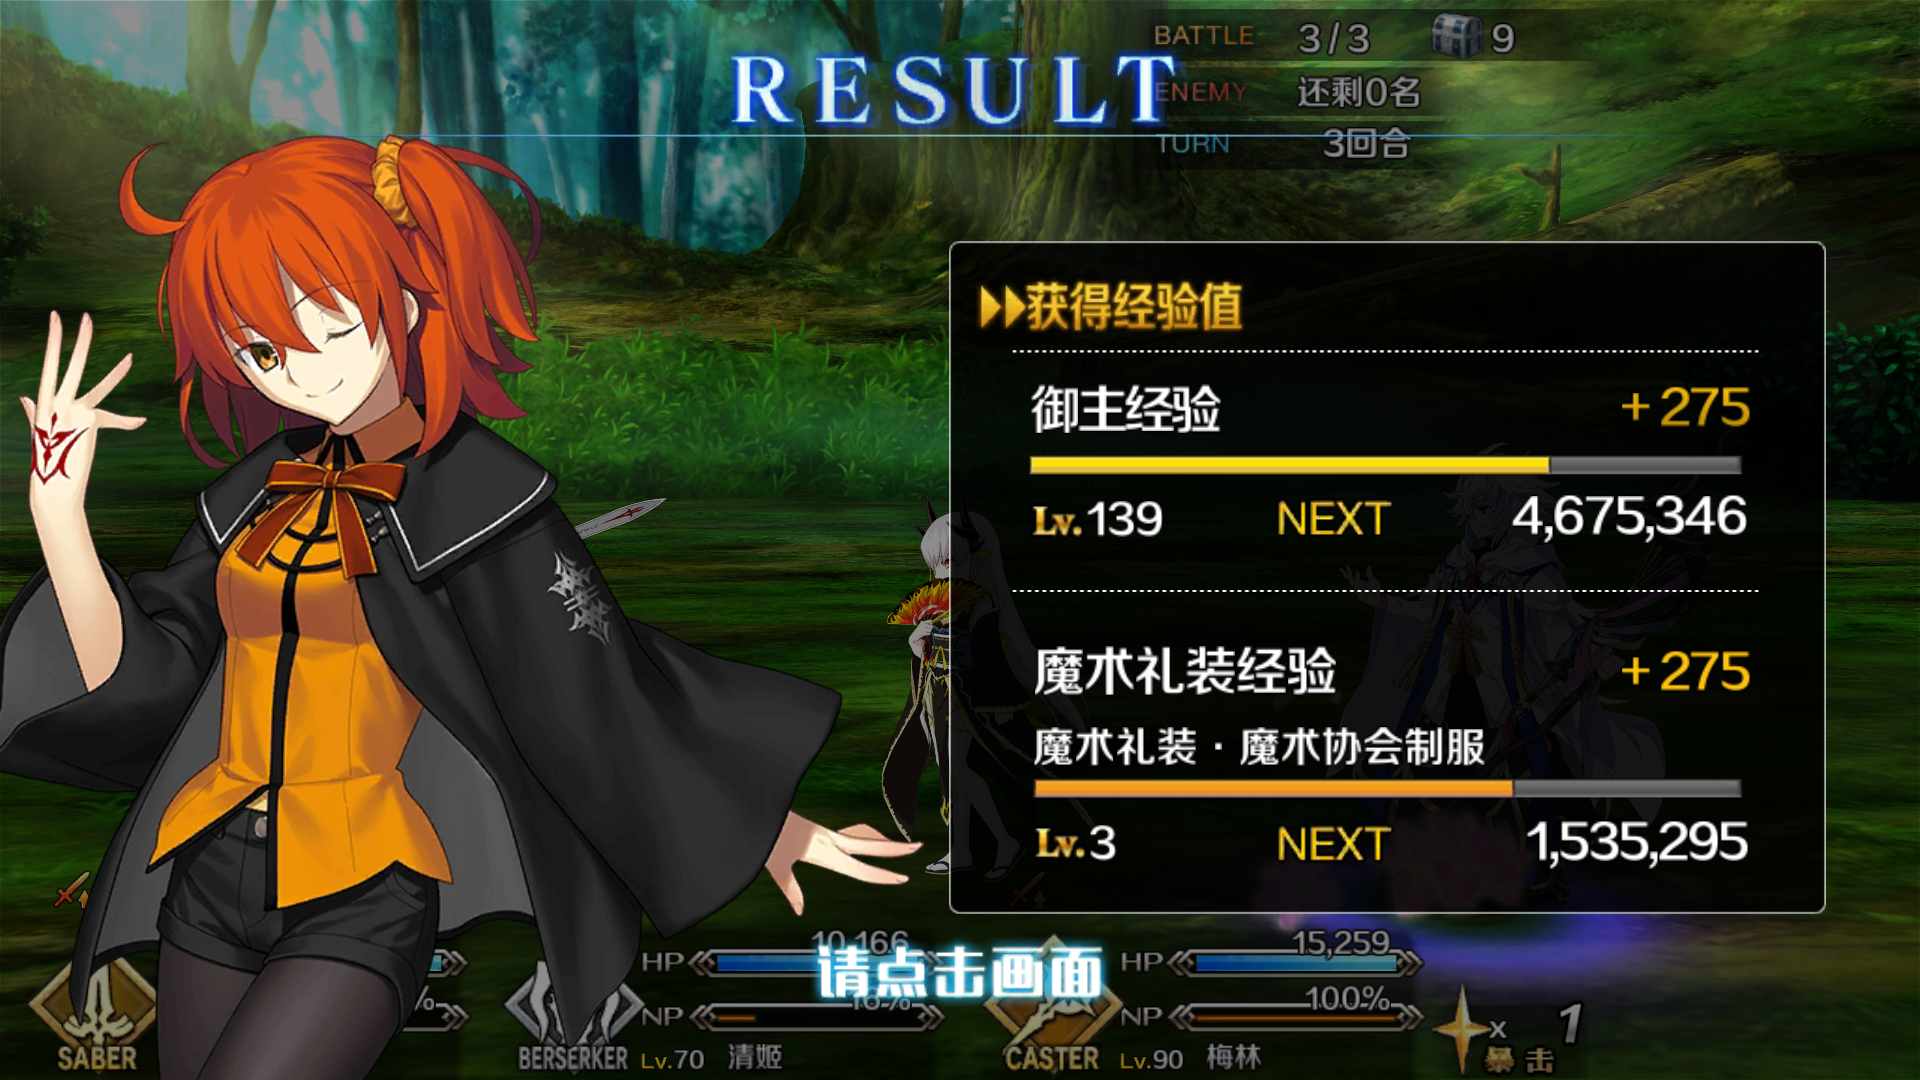 BATTLE 3/3 9
RESULT
ENEMY 还剩0名
TURN 3回合
获得经验值
御主经验 +275
Lv.139 NEXT 4,675,346
魔术礼装经验 +275
魔术礼装·魔术协会制服
Lv.3 NEXT 1,535,295
HP 10,166
HP 15,259
请点击画面
%
NP
NP 100%
x 1
暴击
SABER
BERSERKER Lv.70 清姬
CASTER Lv.90 梅林